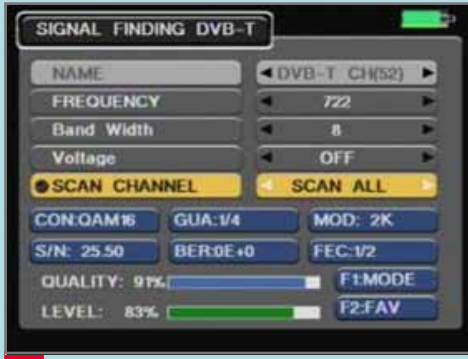 SIGNAL FINDING DVB-T
NAME DVB-T CH(52)
FREQUENCY 722
Band Width 8
Voltage OFF
SCAN CHANNEL SCAN ALL
CON:QAM16 GUA:1/4 MOD: 2K
S/N: 25.50 BER:0E+0 FEC:1/2
QUALITY: 91% F1:MODE
LEVEL: 83% F2:FAV